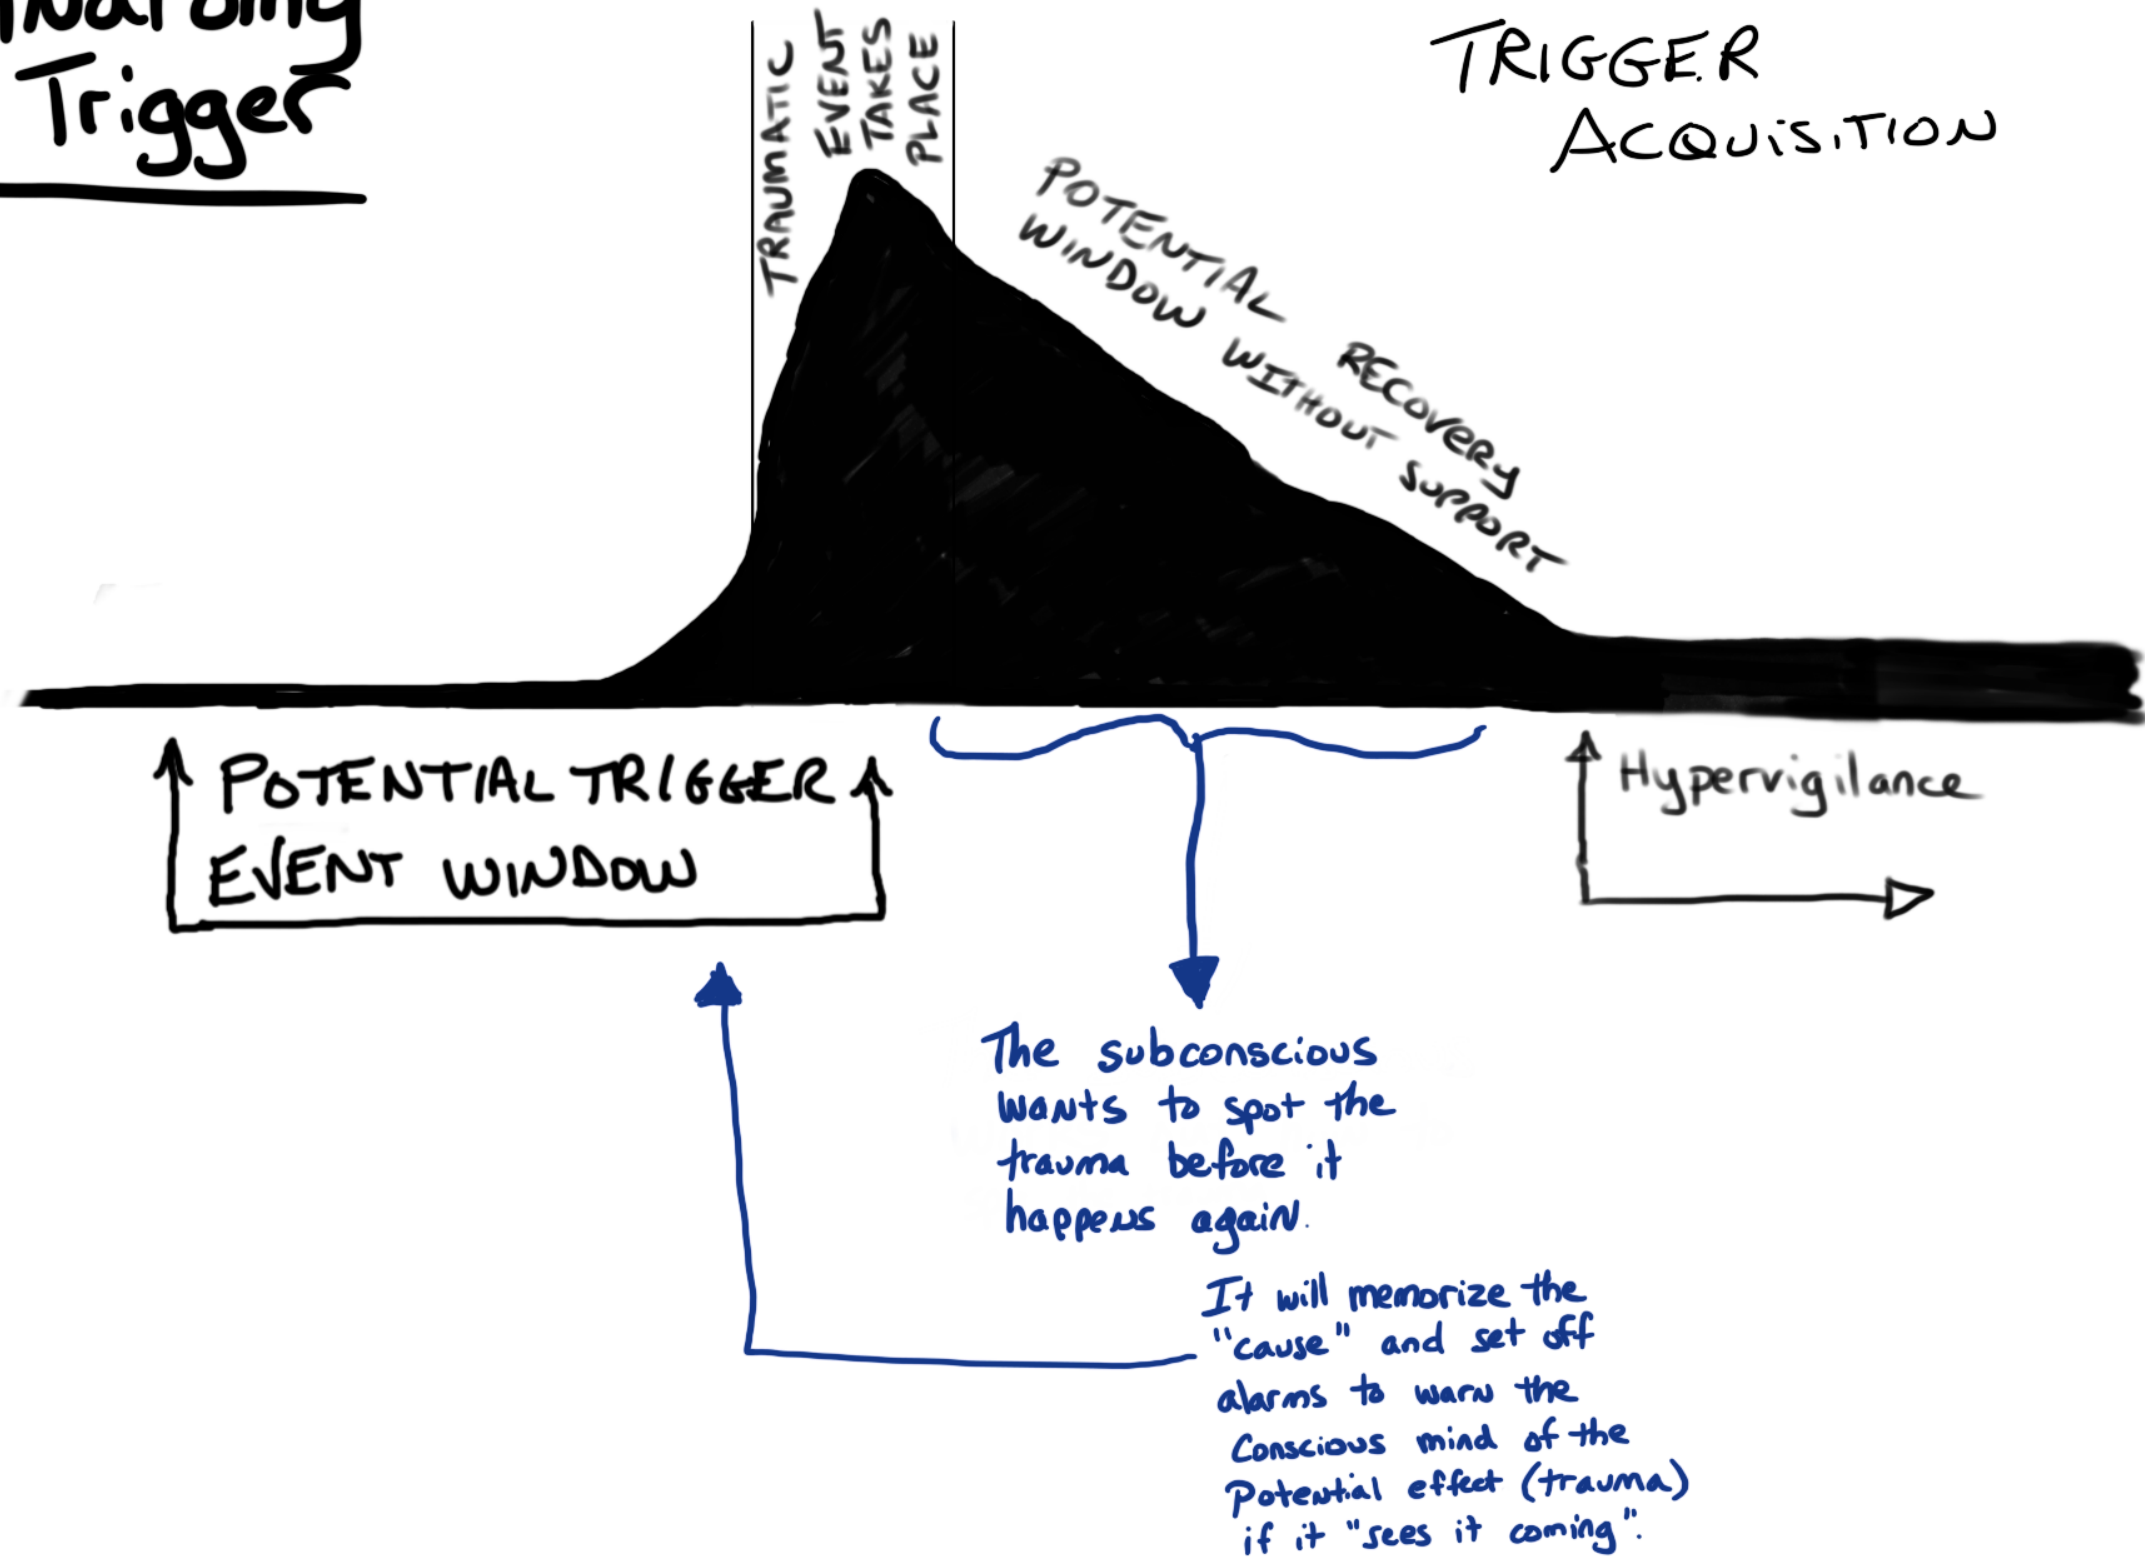 Trigger
TRAUMATIC
EVENT
TAKES
PLACE
TRIGGER
ACQUISITION
POTENTIAL RECOVERY
WINDOW WITHOUT SUPPORT
POTENTIAL TRIGGER
EVENT WINDOW
Hypervigilance
The subconscious
wants to spot the
trauma before it
happens again.
It will memorize the
"cause" and set off
alarms to warn the
Conscious mind of the
Potential effect (trauma)
if it "sees it coming".